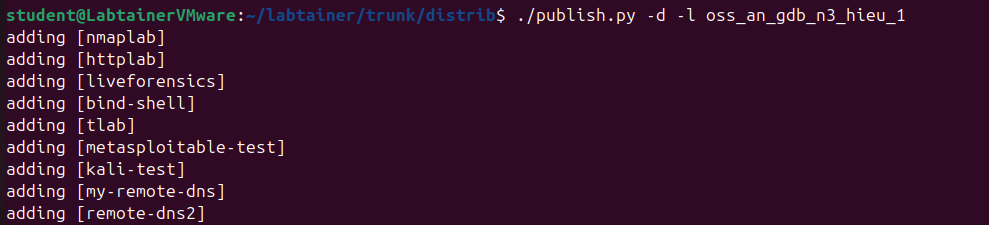 student@LabtainerVMware:~/labtainer/trunk/distrib$ ./publish.py -d -l oss_an_gdb_n3_hieu_1
adding [nmaplab]
adding [httplab]
adding [liveforensics]
adding [bind-shell]
adding [tlab]
adding [metasploitable-test]
adding [kali-test]
adding [my-remote-dns]
adding [remote-dns2]